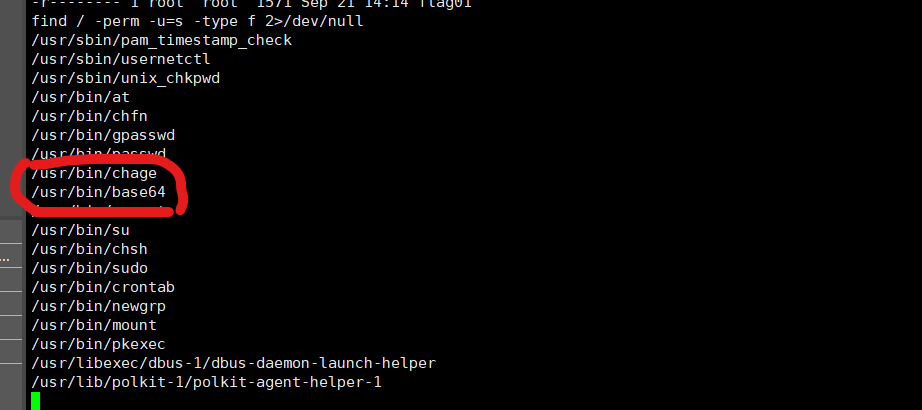 -r-------- 1 root root 1571 Sep 21 14:14 flag01
find / -perm -u=s -type f 2>/dev/null
/usr/sbin/pam_timestamp_check
/usr/sbin/usernetctl
/usr/sbin/unix_chkpwd
/usr/bin/at
/usr/bin/chfn
/usr/bin/gpasswd
/usr/bin/passwd
/usr/bin/chage
/usr/bin/base64
/usr/bin/su
/usr/bin/chsh
/usr/bin/sudo
/usr/bin/crontab
/usr/bin/newgrp
/usr/bin/mount
/usr/bin/pkexec
/usr/libexec/dbus-1/dbus-daemon-launch-helper
/usr/lib/polkit-1/polkit-agent-helper-1
...